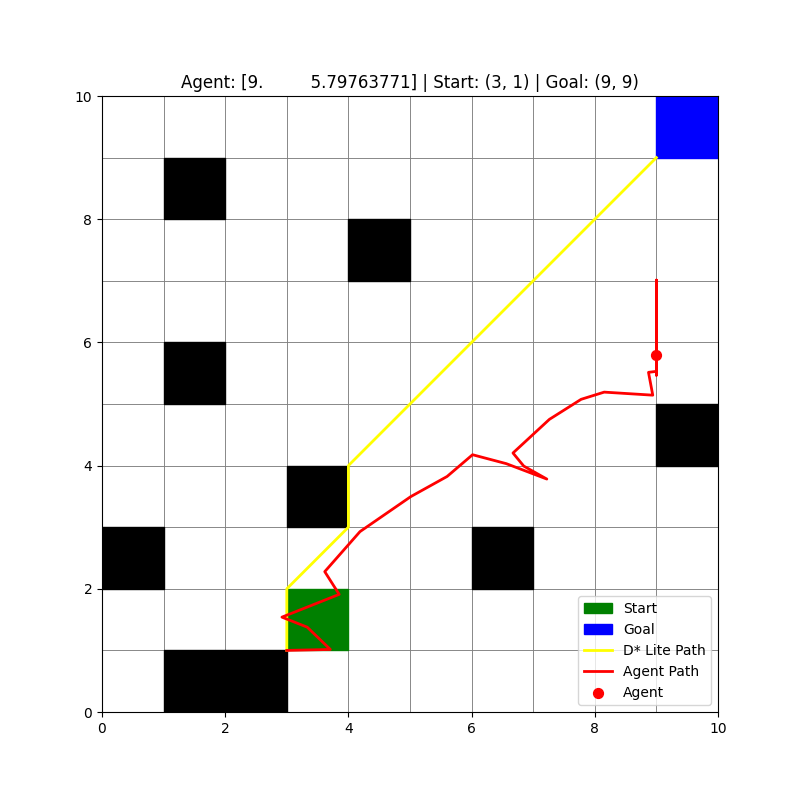 Agent: [9.         5.79763771] | Start: (3, 1) | Goal: (9, 9)
10
8
6
4
2
0
0 2 4 6 8 10
Start
Goal
D* Lite Path
Agent Path
Agent